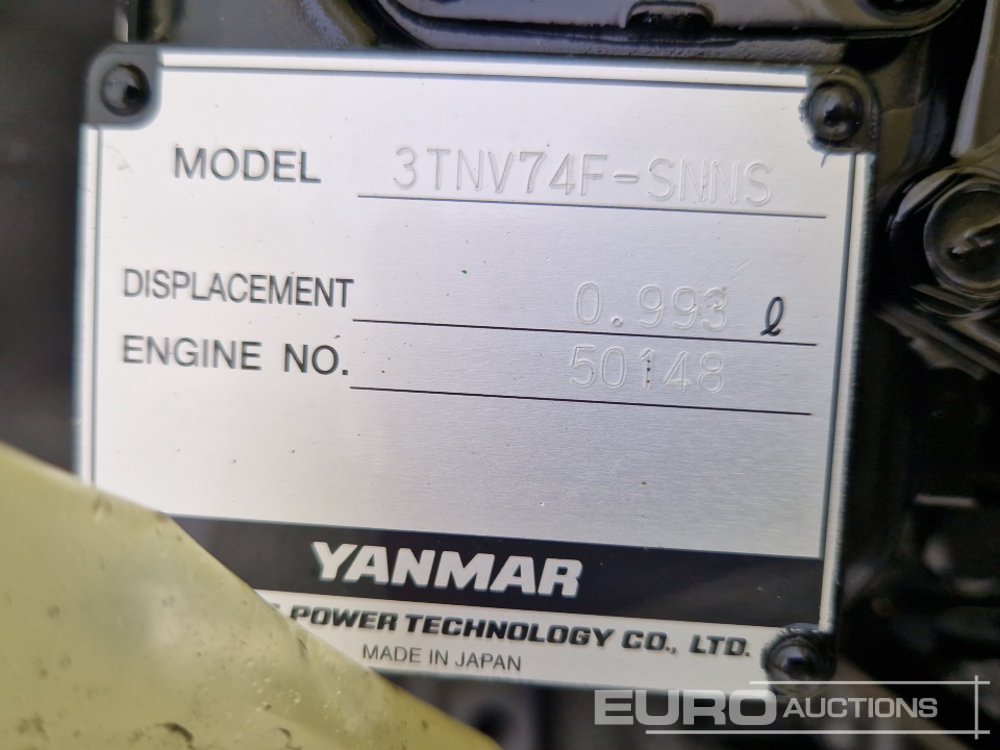 MODEL 3TNV74F-SNNS
DISPLACEMENT 0.993 ℓ
ENGINE NO. 50148
YANMAR
POWER TECHNOLOGY CO., LTD.
MADE IN JAPAN
EURO AUCTIONS